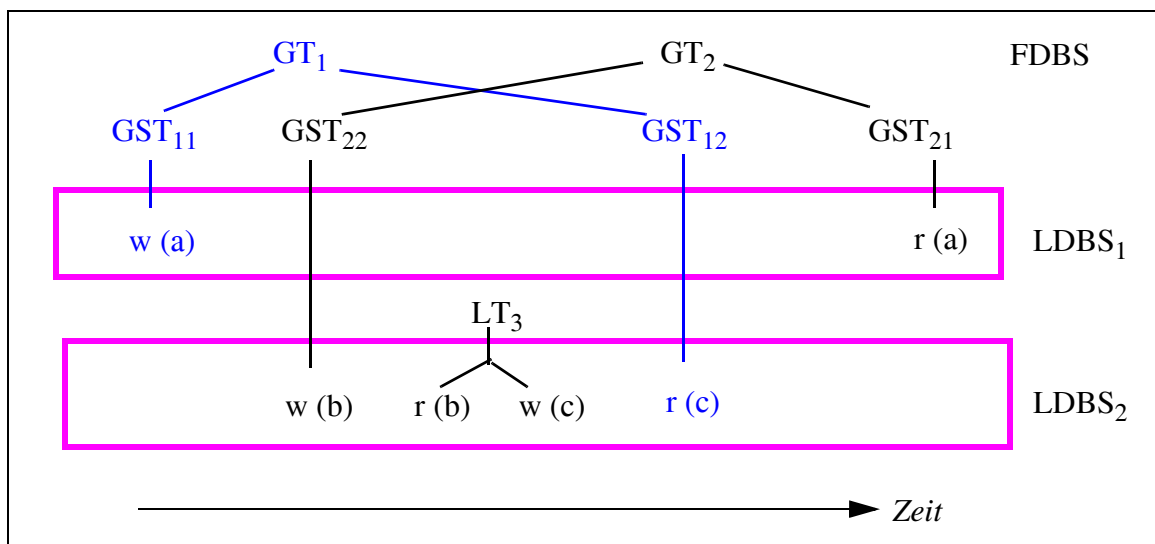 GT1 GT2 FDBS
GST11 GST22 GST12 GST21
w (a) r (a) LDBS1
LT3
w (b) r (b) w (c) r (c) LDBS2
Zeit